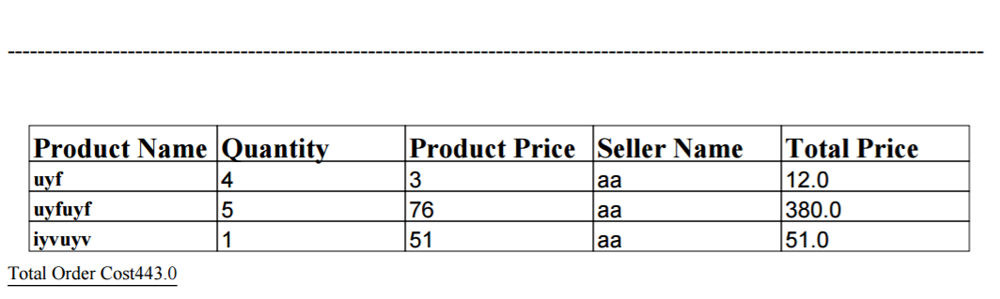 Product Name Quantity Product Price Seller Name Total Price
uyf 4 3 aa 12.0
uyfuyf 5 76 aa 380.0
iyvuyv 1 51 aa 51.0
Total Order Cost443.0